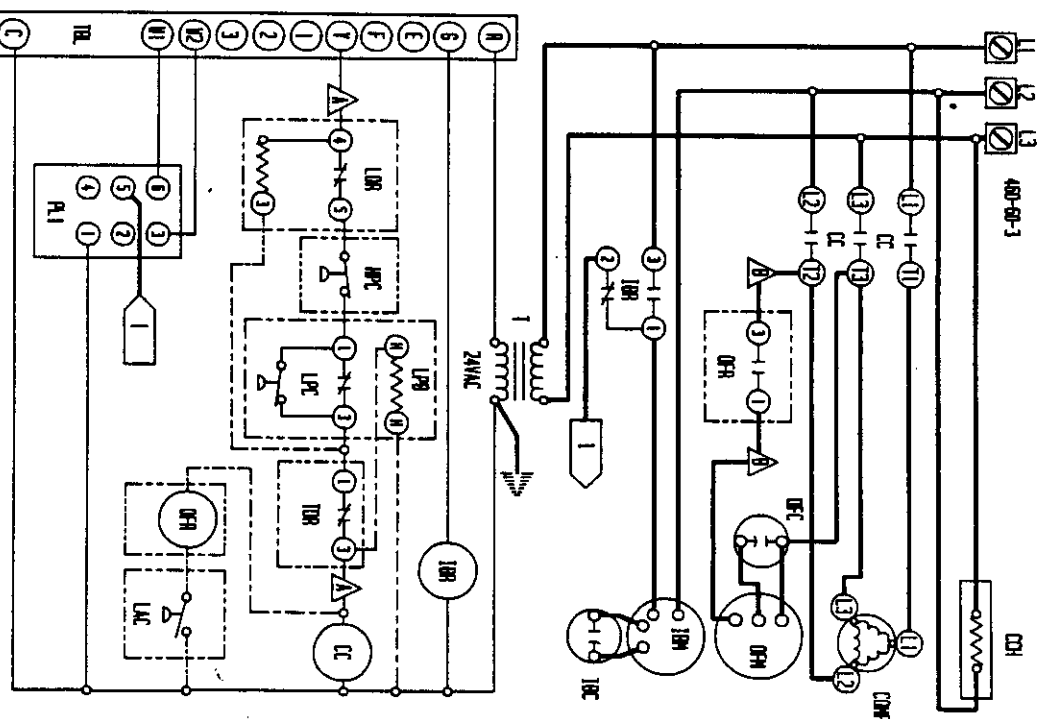 L1 L2 L3
460-60-3
CCH
L1 T1
CC
L1
COMP
L3 T3
CC
L3
L2 T2
L2
B
3 1
OFR
B
OFC
OFM
3 1
IBR
2
IBM
IBC
1
T
24VAC
R
G
IBR
E
F
Y
A
4 5
LOR
3
HPC
1 3
LPC
N N
LPB
1 3
TDR
A
CC
1
2
3
OFR
LAC
W2
W1
TB1
C
6 3
5 2
4 1
PL1
1